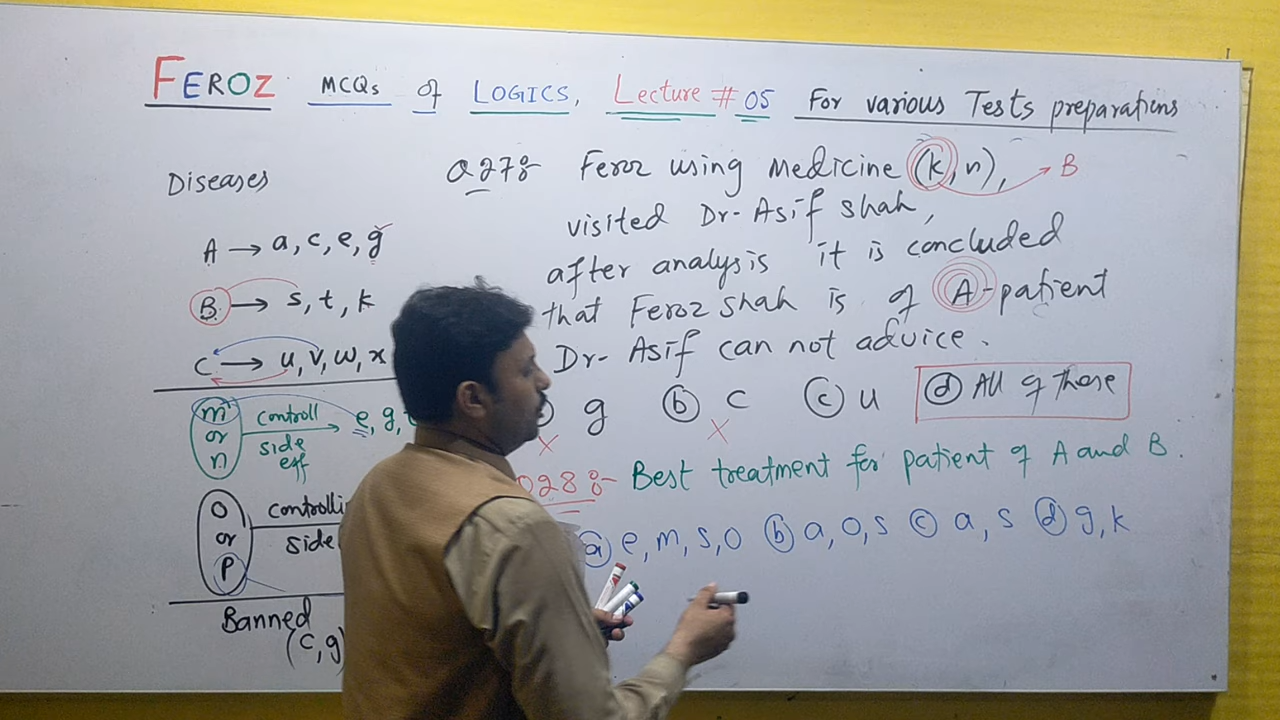 FEROZ MCQs of LOGICS, Lecture # 05 For various Tests preparations
Diseases
A → a, c, e, g
B → s, t, k
C → u, v, w, x
m or n controll side eff → e, g,
O or P controlli side
Banned
(c, g)
Q27:- Feroz using medicine (k, n), → B
visited Dr-Asif shah,
after analysis it is concluded
that Feroz shah is of A-patient
Dr- Asif can not advice.
g (b) c (c) u (d) All of these
Q28:- Best treatment for patient of A and B.
(a) e, m, s, o (b) a, o, s (c) a, s (d) g, k